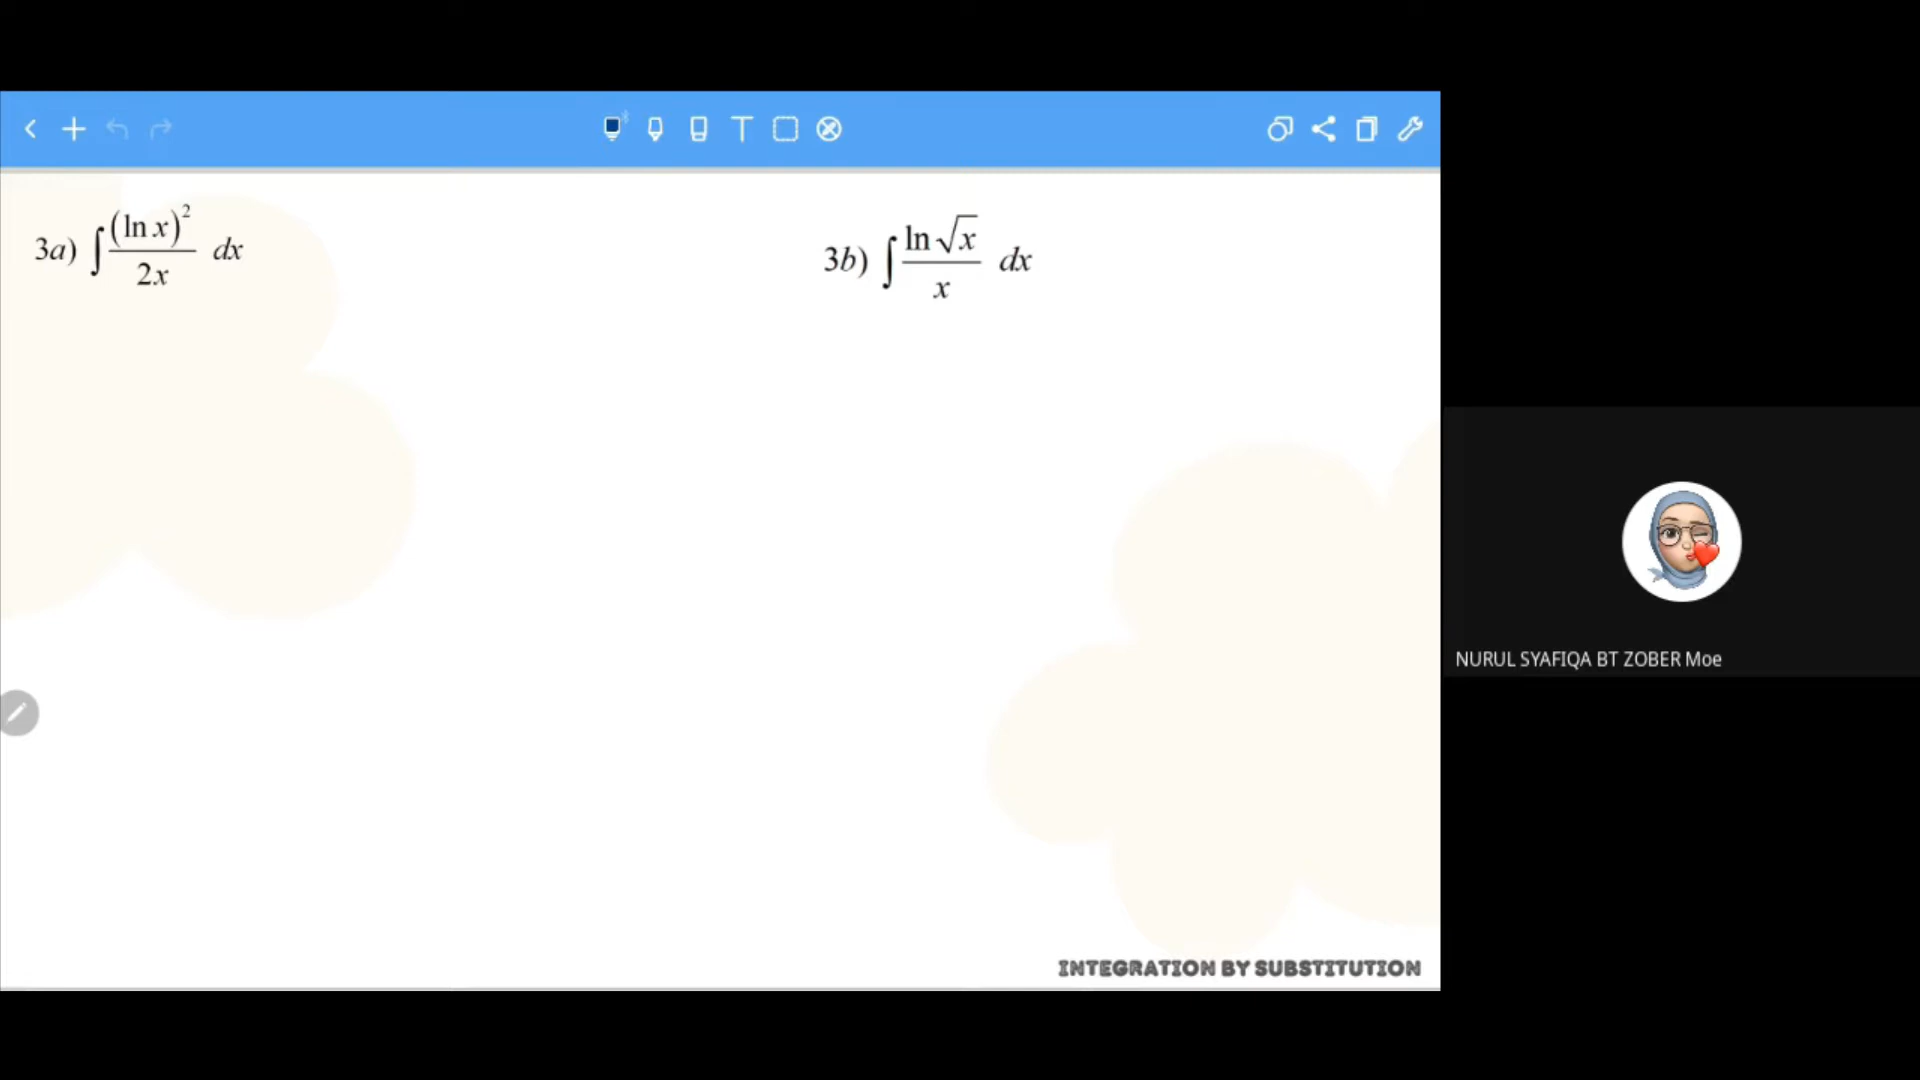 3a) ∫ (ln x)² / 2x dx
3b) ∫ ln √x / x dx
NURUL SYAFIQA BT ZOBER Moe
INTEGRATION BY SUBSTITUTION